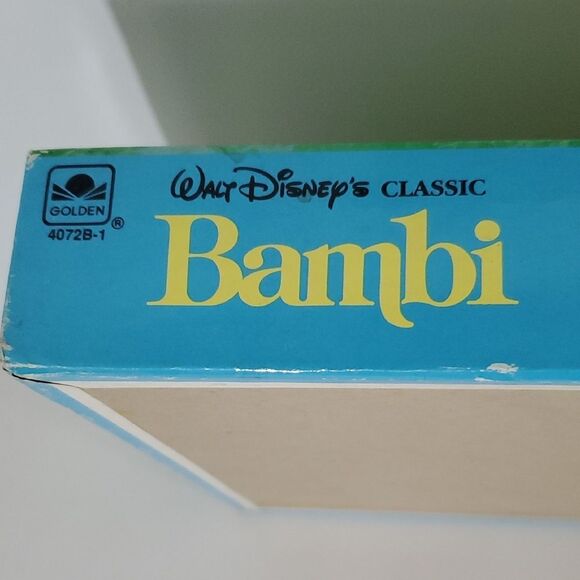 GOLDEN
®
4072B-1
WALT DISNEY'S CLASSIC
Bambi